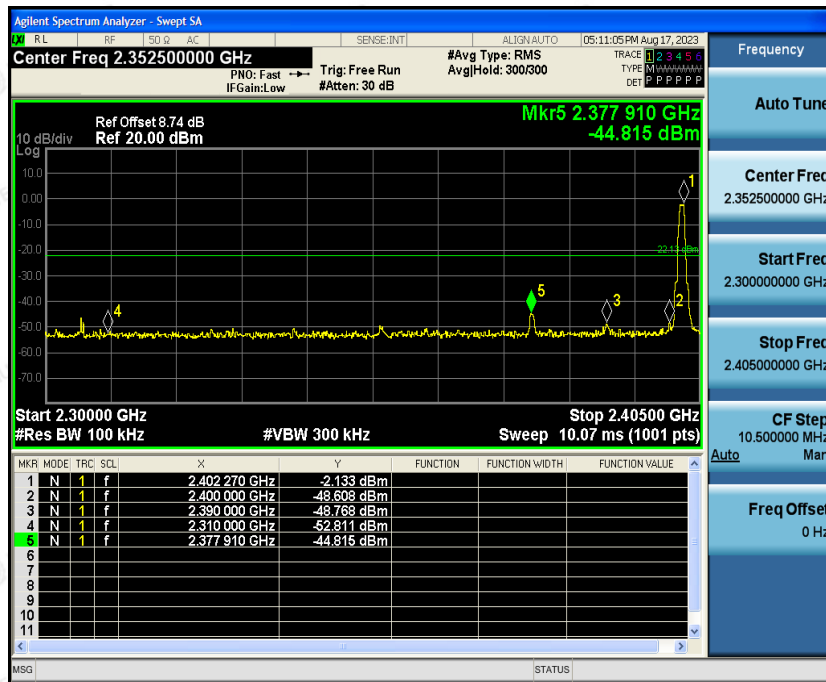 Agilent Spectrum Analyzer - Swept SA
LXI RL RF 50 Ω AC SENSE:INT ALIGN AUTO 05:11:05 PM Aug 17, 2023
Center Freq 2.352500000 GHz
PNO: Fast
IFGain:Low
Trig: Free Run
#Atten: 30 dB
#Avg Type: RMS
Avg|Hold: 300/300
TRACE 1 2 3 4 5 6
TYPE M WWWWW
DET P P P P P P
Mkr5 2.377 910 GHz
-44.815 dBm
Ref Offset 8.74 dB
10 dB/div Ref 20.00 dBm
Log
10.0
0.00
-10.0
-20.0
-30.0
-40.0
-50.0
-60.0
-70.0
-22.13 dBm
1
2
3
4
5
Start 2.30000 GHz Stop 2.40500 GHz
#Res BW 100 kHz #VBW 300 kHz Sweep 10.07 ms (1001 pts)
MKR MODE TRC SCL X Y FUNCTION FUNCTION WIDTH FUNCTION VALUE
1 N 1 f 2.402 270 GHz -2.133 dBm
2 N 1 f 2.400 000 GHz -48.608 dBm
3 N 1 f 2.390 000 GHz -48.768 dBm
4 N 1 f 2.310 000 GHz -52.811 dBm
5 N 1 f 2.377 910 GHz -44.815 dBm
6
7
8
9
10
11
MSG STATUS
Frequency
Auto Tune
Center Freq
2.352500000 GHz
Start Freq
2.300000000 GHz
Stop Freq
2.405000000 GHz
CF Step
10.500000 MHz
Auto Man
Freq Offset
0 Hz